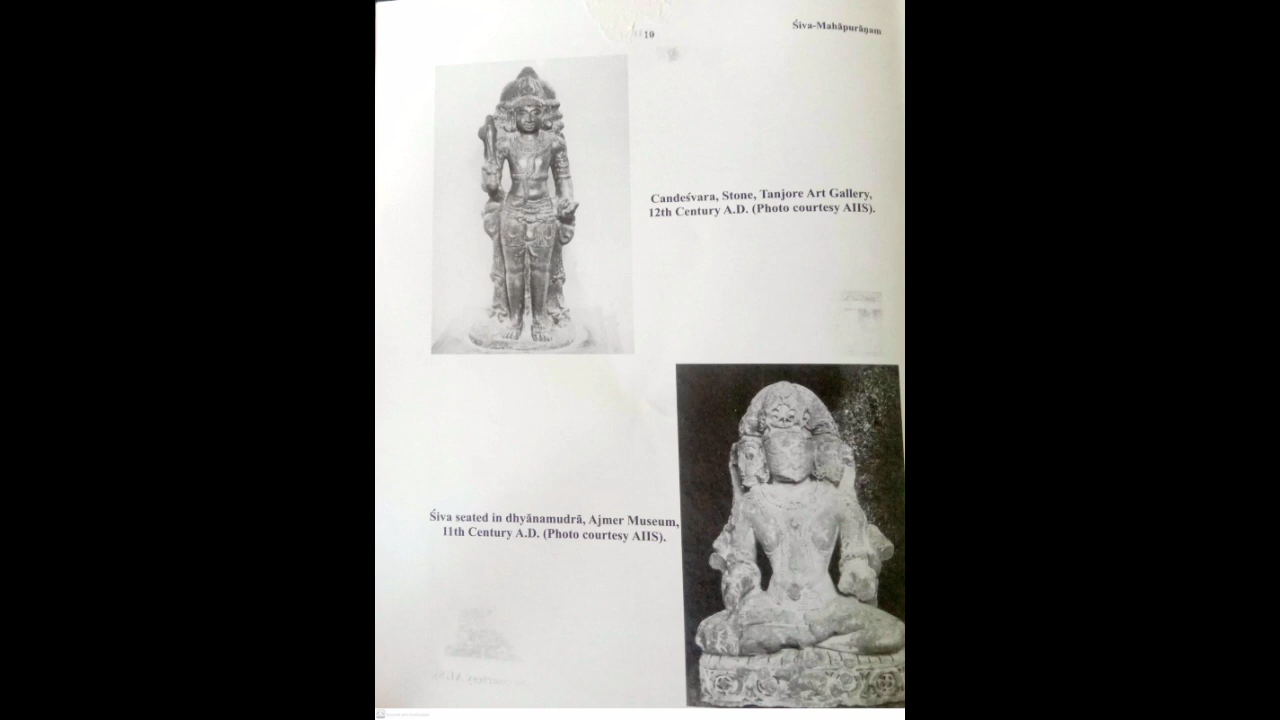 10
Śiva-Mahāpurāṇam
Candeśvara, Stone, Tanjore Art Gallery,
12th Century A.D. (Photo courtesy AIIS).
Śiva seated in dhyānamudrā, Ajmer Museum,
11th Century A.D. (Photo courtesy AIIS).